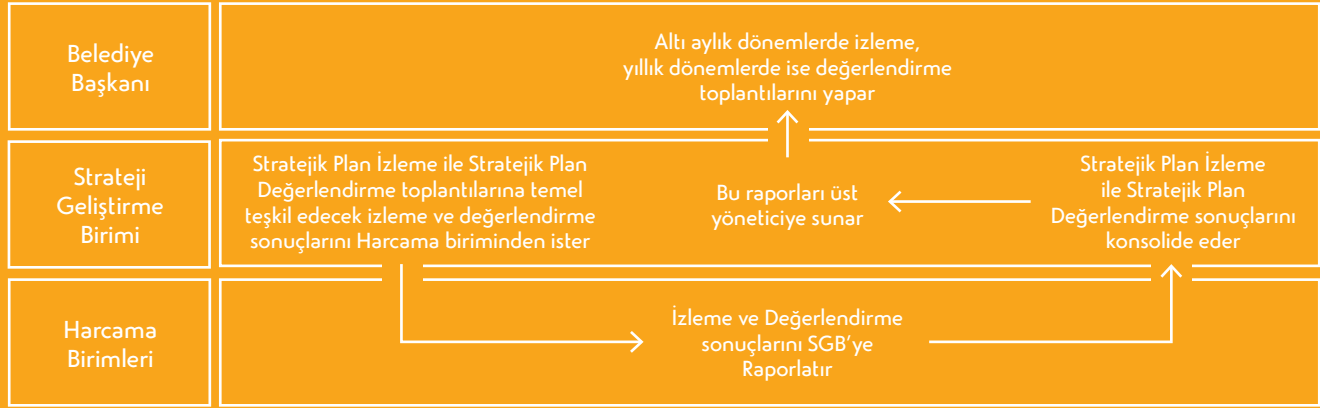 Belediye
Başkanı
Altı aylık dönemlerde izleme,
yıllık dönemlerde ise değerlendirme
toplantılarını yapar
Strateji
Geliştirme
Birimi
Stratejik Plan İzleme ile Stratejik Plan
Değerlendirme toplantılarına temel
teşkil edecek izleme ve değerlendirme
sonuçlarını Harcama biriminden ister
Bu raporları üst
yöneticiye sunar
Stratejik Plan İzleme
ile Stratejik Plan
Değerlendirme sonuçlarını
konsolide eder
Harcama
Birimleri
İzleme ve Değerlendirme
sonuçlarını SGB'ye
Raporlatır